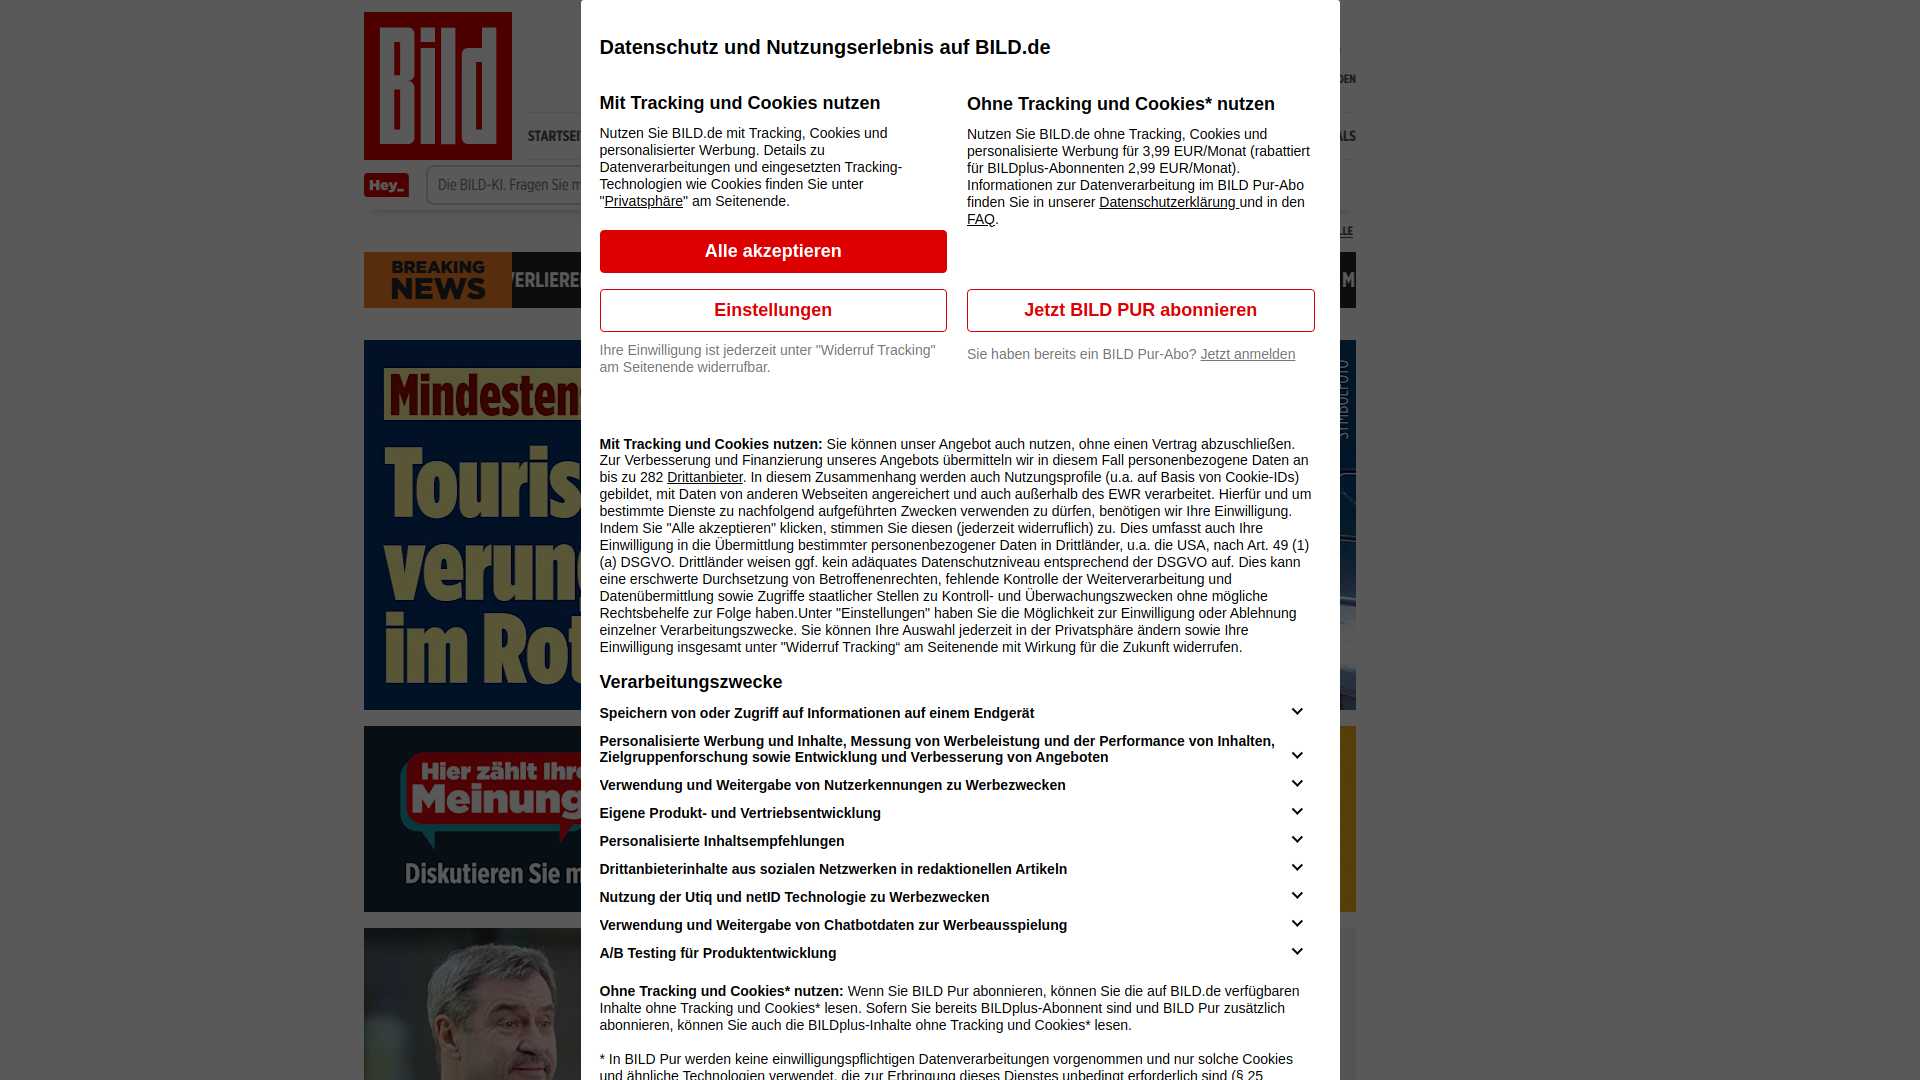 Bild
DEN
STARTSEI
ALS
Hey_
Die BILD-KI. Fragen Sie m
LLE
BREAKING
NEWS
VERLIERE
M
Mindesten
SYMBOLFOTO
Touris
verung
im Rot
Hier zählt Ihre
Meinung
Diskutieren Sie m
Datenschutz und Nutzungserlebnis auf BILD.de
Mit Tracking und Cookies nutzen
Nutzen Sie BILD.de mit Tracking, Cookies und
personalisierter Werbung. Details zu
Datenverarbeitungen und eingesetzten Tracking-
Technologien wie Cookies finden Sie unter
"Privatsphäre" am Seitenende.
Alle akzeptieren
Einstellungen
Ihre Einwilligung ist jederzeit unter "Widerruf Tracking"
am Seitenende widerrufbar.
Ohne Tracking und Cookies* nutzen
Nutzen Sie BILD.de ohne Tracking, Cookies und
personalisierte Werbung für 3,99 EUR/Monat (rabattiert
für BILDplus-Abonnenten 2,99 EUR/Monat).
Informationen zur Datenverarbeitung im BILD Pur-Abo
finden Sie in unserer Datenschutzerklärung und in den
FAQ.
Jetzt BILD PUR abonnieren
Sie haben bereits ein BILD Pur-Abo? Jetzt anmelden
Mit Tracking und Cookies nutzen: Sie können unser Angebot auch nutzen, ohne einen Vertrag abzuschließen.
Zur Verbesserung und Finanzierung unseres Angebots übermitteln wir in diesem Fall personenbezogene Daten an
bis zu 282 Drittanbieter. In diesem Zusammenhang werden auch Nutzungsprofile (u.a. auf Basis von Cookie-IDs)
gebildet, mit Daten von anderen Webseiten angereichert und auch außerhalb des EWR verarbeitet. Hierfür und um
bestimmte Dienste zu nachfolgend aufgeführten Zwecken verwenden zu dürfen, benötigen wir Ihre Einwilligung.
Indem Sie "Alle akzeptieren" klicken, stimmen Sie diesen (jederzeit widerruflich) zu. Dies umfasst auch Ihre
Einwilligung in die Übermittlung bestimmter personenbezogener Daten in Drittländer, u.a. die USA, nach Art. 49 (1)
(a) DSGVO. Drittländer weisen ggf. kein adäquates Datenschutzniveau entsprechend der DSGVO auf. Dies kann
eine erschwerte Durchsetzung von Betroffenenrechten, fehlende Kontrolle der Weiterverarbeitung und
Datenübermittlung sowie Zugriffe staatlicher Stellen zu Kontroll- und Überwachungszwecken ohne mögliche
Rechtsbehelfe zur Folge haben.Unter "Einstellungen" haben Sie die Möglichkeit zur Einwilligung oder Ablehnung
einzelner Verarbeitungszwecke. Sie können Ihre Auswahl jederzeit in der Privatsphäre ändern sowie Ihre
Einwilligung insgesamt unter "Widerruf Tracking“ am Seitenende mit Wirkung für die Zukunft widerrufen.
Verarbeitungszwecke
Speichern von oder Zugriff auf Informationen auf einem Endgerät
Personalisierte Werbung und Inhalte, Messung von Werbeleistung und der Performance von Inhalten,
Zielgruppenforschung sowie Entwicklung und Verbesserung von Angeboten
Verwendung und Weitergabe von Nutzerkennungen zu Werbezwecken
Eigene Produkt- und Vertriebsentwicklung
Personalisierte Inhaltsempfehlungen
Drittanbieterinhalte aus sozialen Netzwerken in redaktionellen Artikeln
Nutzung der Utiq und netID Technologie zu Werbezwecken
Verwendung und Weitergabe von Chatbotdaten zur Werbeausspielung
A/B Testing für Produktentwicklung
Ohne Tracking und Cookies* nutzen: Wenn Sie BILD Pur abonnieren, können Sie die auf BILD.de verfügbaren
Inhalte ohne Tracking und Cookies* lesen. Sofern Sie bereits BILDplus-Abonnent sind und BILD Pur zusätzlich
abonnieren, können Sie auch die BILDplus-Inhalte ohne Tracking und Cookies* lesen.
* In BILD Pur werden keine einwilligungspflichtigen Datenverarbeitungen vorgenommen und nur solche Cookies
und ähnliche Technologien verwendet, die zur Erbringung dieses Dienstes unbedingt erforderlich sind (§ 25